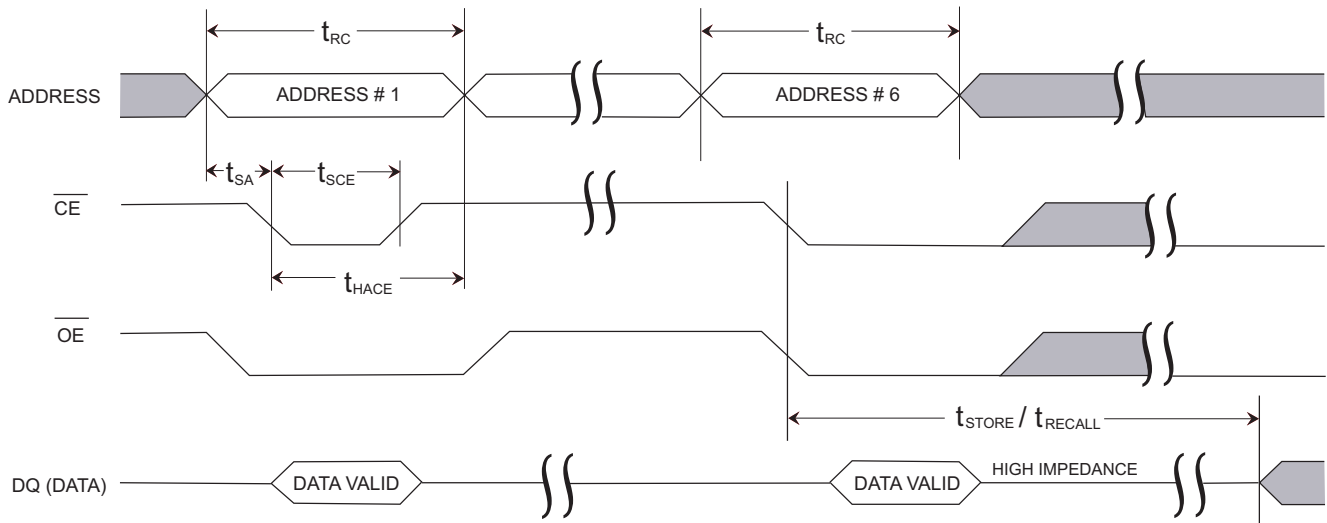 tRC tRC
ADDRESS ADDRESS # 1 ADDRESS # 6
tSA tSCE
CE
tHACE
OE
tSTORE / tRECALL
DQ (DATA) DATA VALID DATA VALID HIGH IMPEDANCE